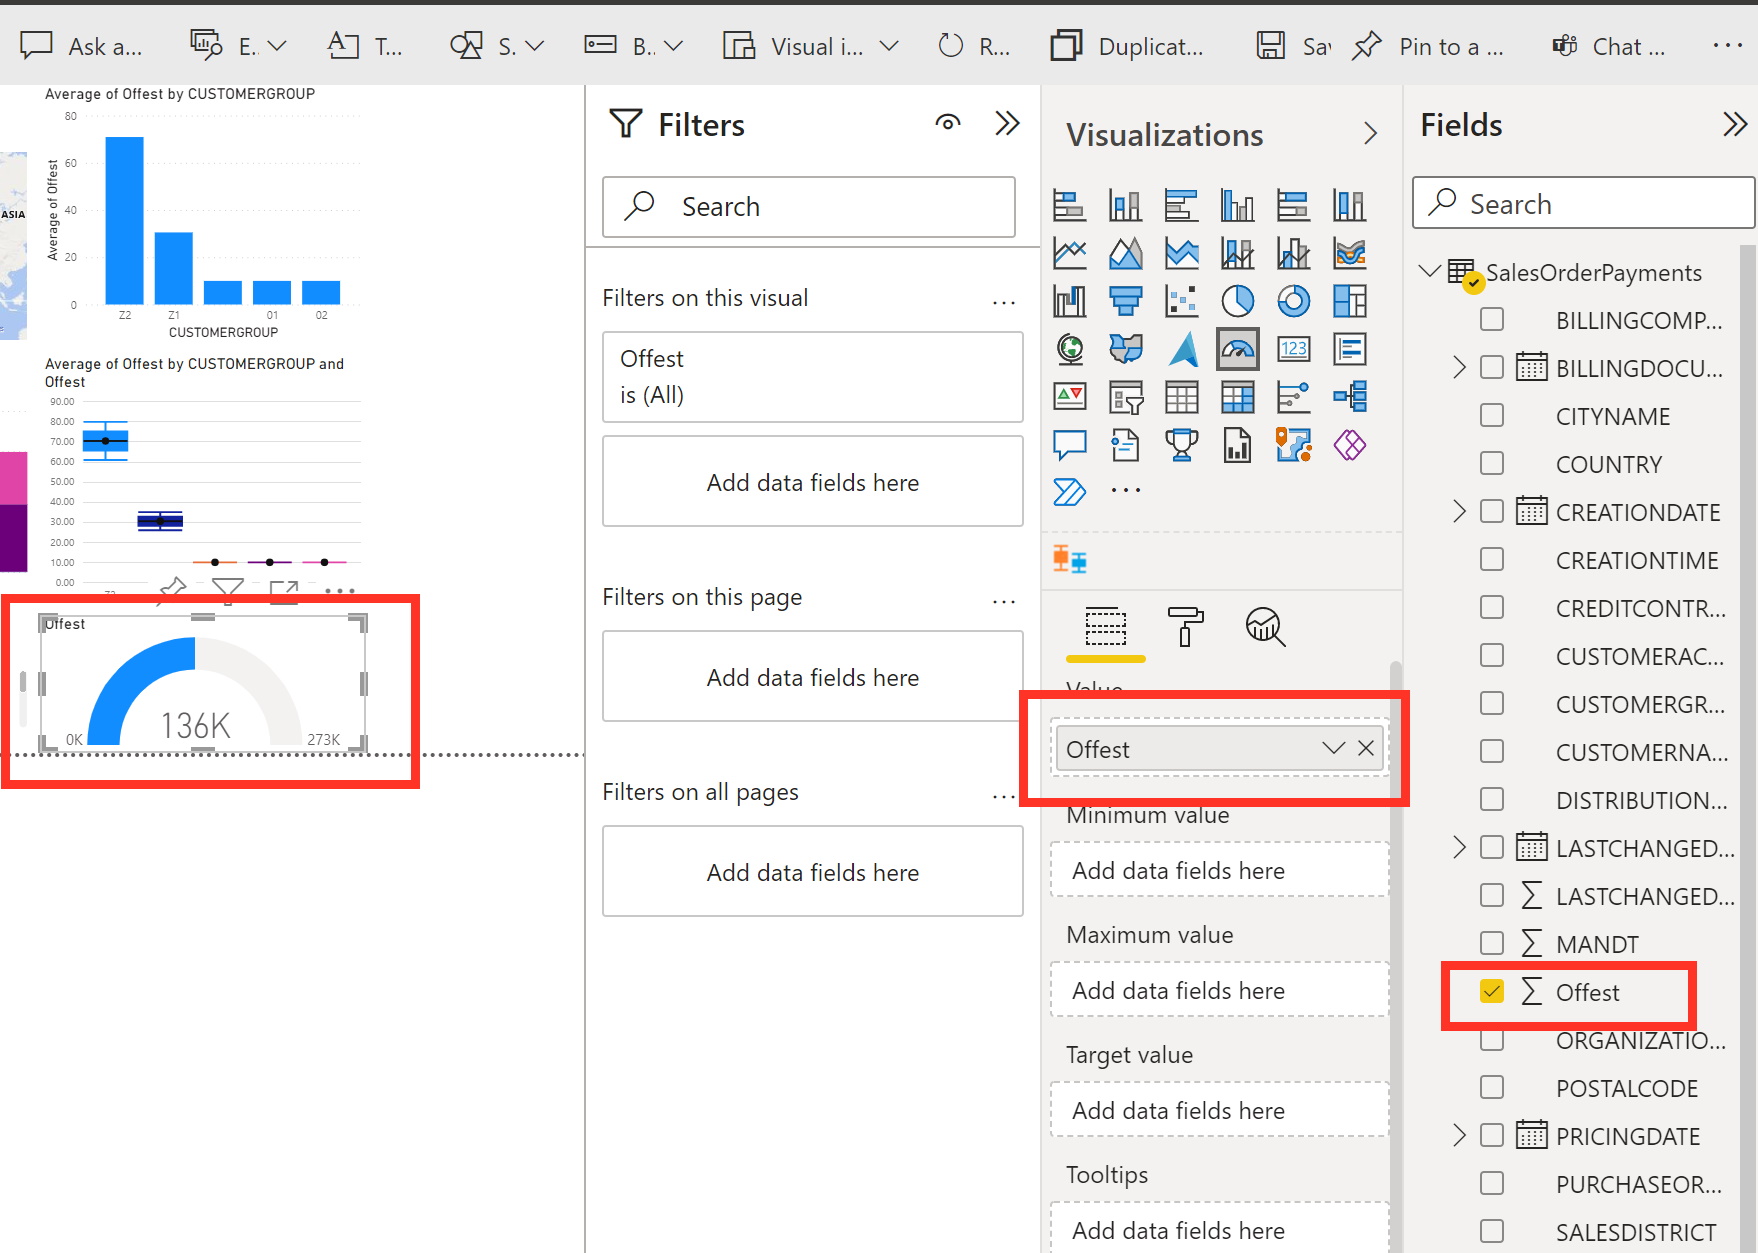 Ask a...
E..
T...
S.
B..
Visual i...
R...
Duplicat...
Sav
Pin to a ...
Chat ...
...
Average of Offest by CUSTOMERGROUP
Average of Offest
80
60
40
20
0
Z2
Z1
01
02
CUSTOMERGROUP
ASIA
Average of Offest by CUSTOMERGROUP and
Offest
90.00
80.00
70.00
60.00
50.00
40.00
30.00
20.00
10.00
0.00
Offest
136K
0K
273K
Filters
Search
Filters on this visual
...
Offest
is (All)
Add data fields here
Filters on this page
...
Add data fields here
Filters on all pages
...
Add data fields here
Visualizations
123
...
Value
Offest
Minimum value
Add data fields here
Maximum value
Add data fields here
Target value
Add data fields here
Tooltips
Add data fields here
Fields
Search
SalesOrderPayments
BILLINGCOMP...
BILLINGDOCU...
CITYNAME
COUNTRY
CREATIONDATE
CREATIONTIME
CREDITCONTR...
CUSTOMERAC...
CUSTOMERGR...
CUSTOMERNA...
DISTRIBUTION...
LASTCHANGED...
LASTCHANGED...
MANDT
Offest
ORGANIZATIO...
POSTALCODE
PRICINGDATE
PURCHASEOR...
SALESDISTRICT